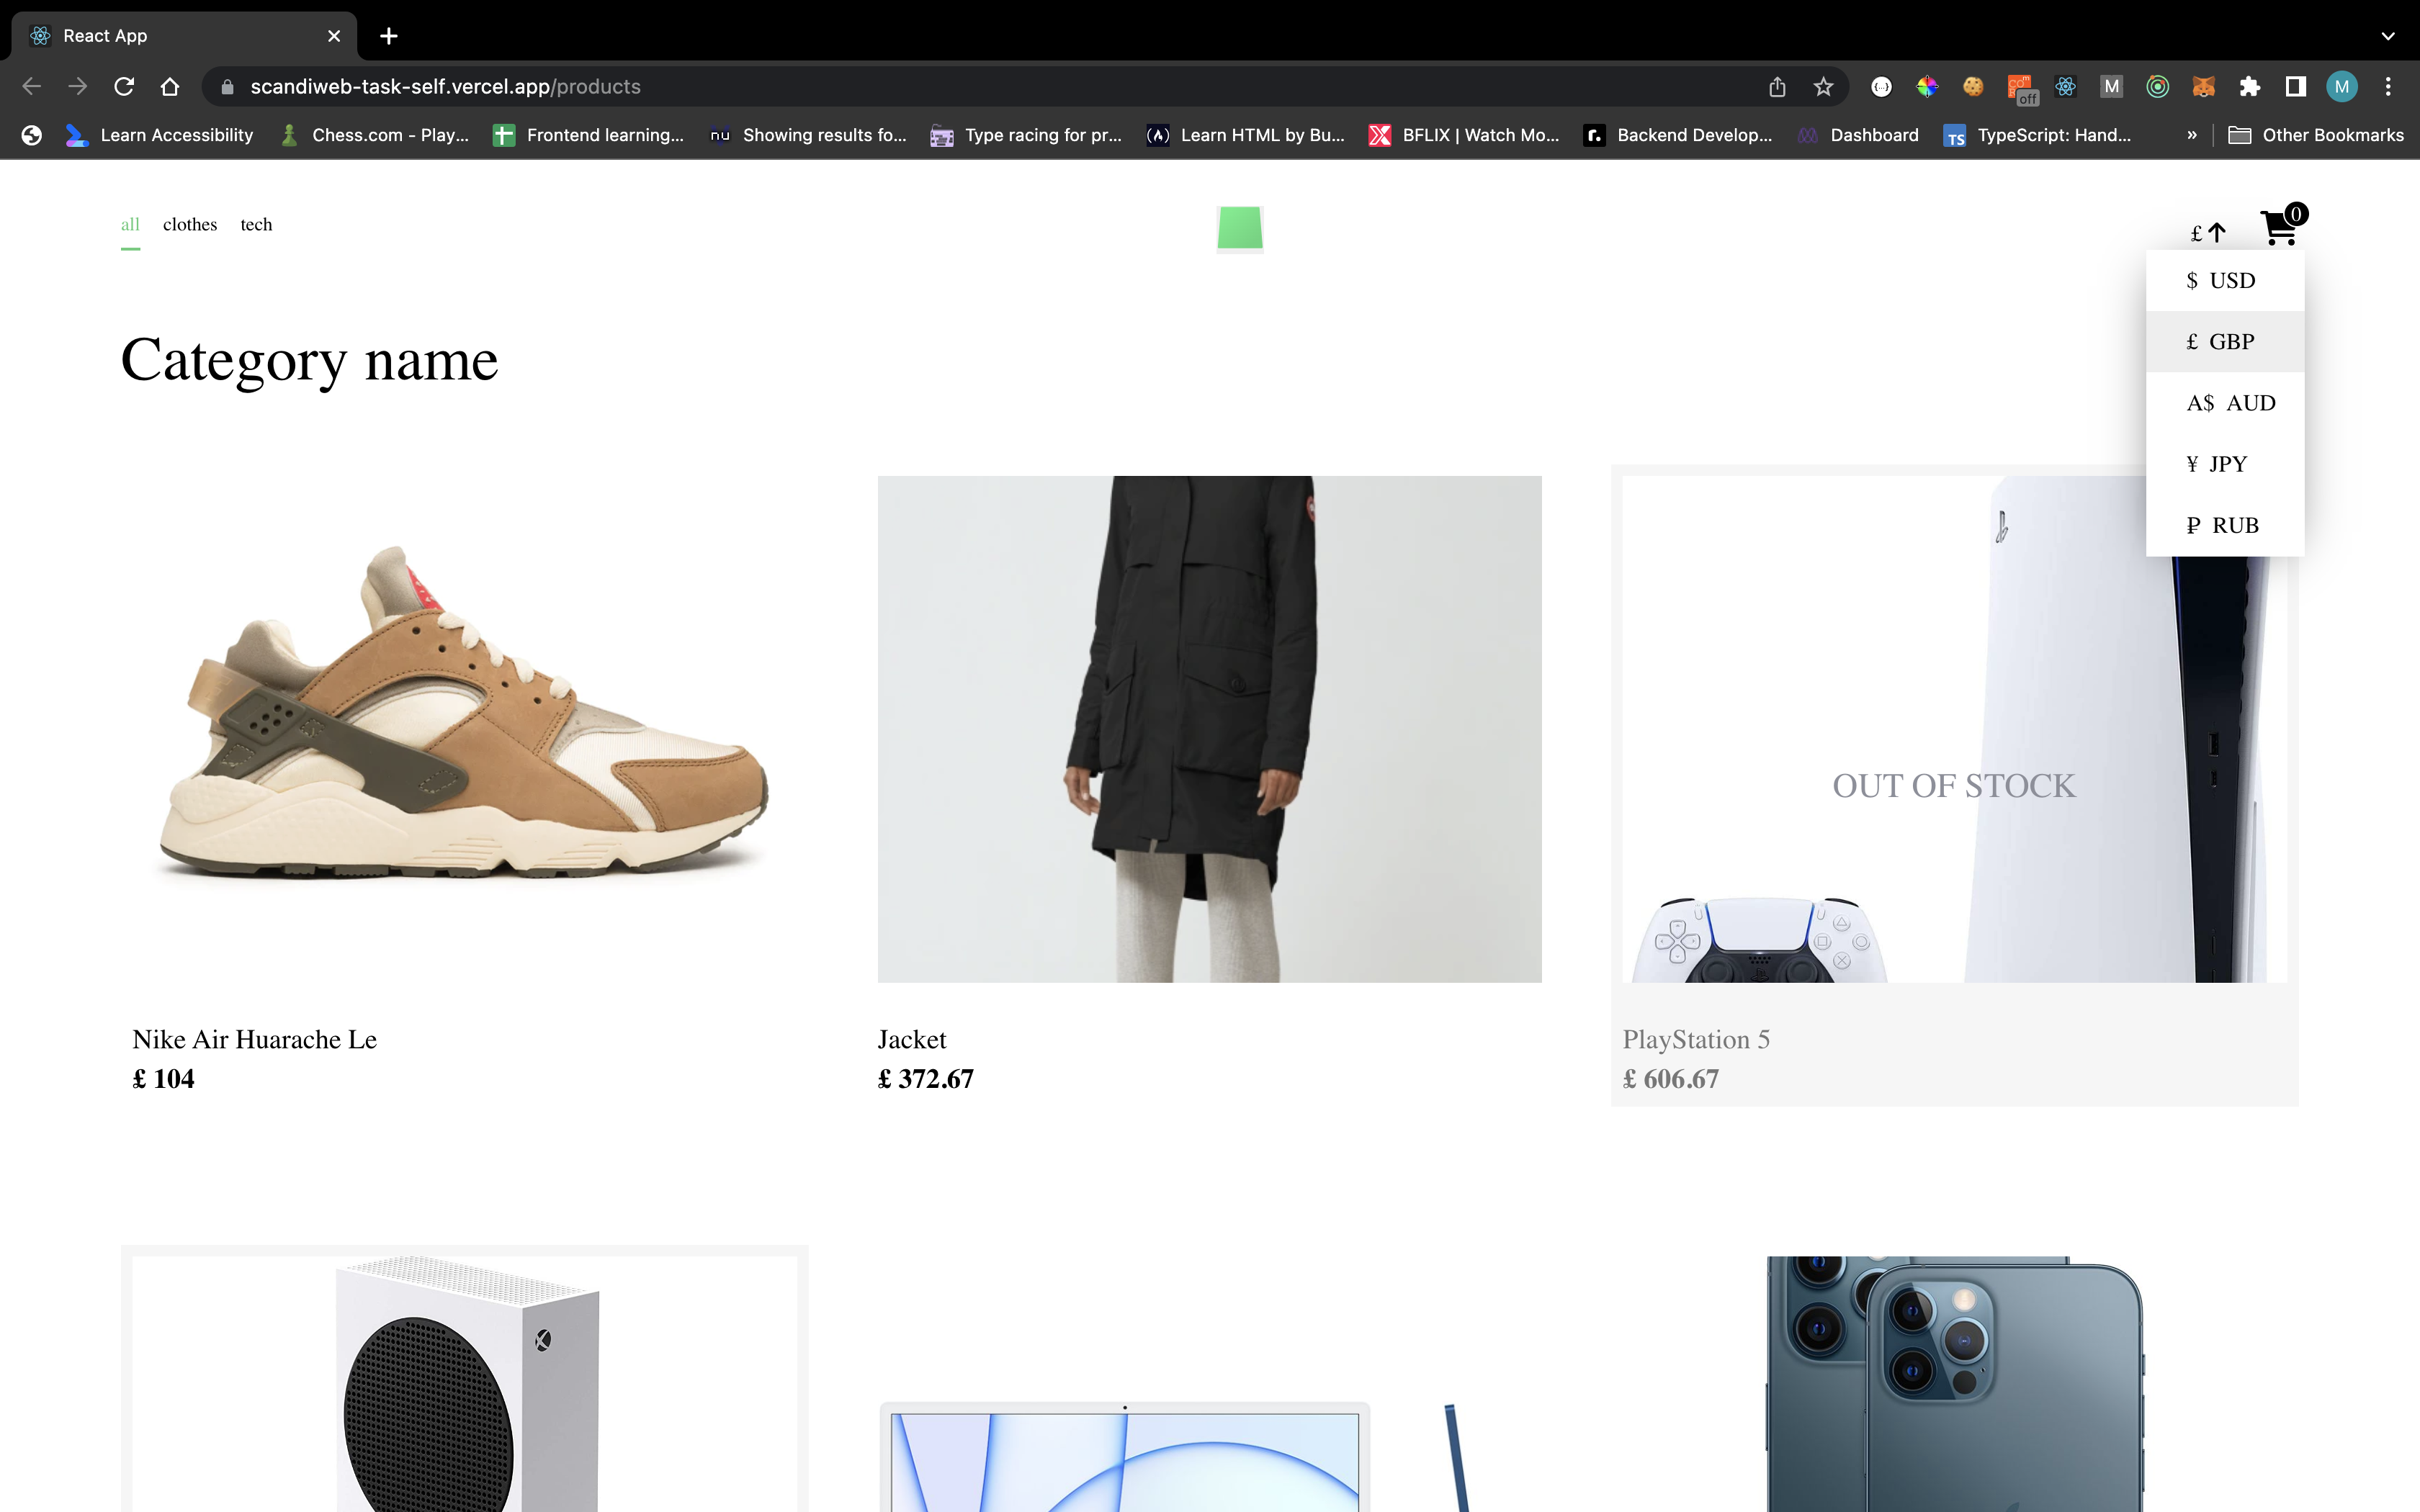 React App
scandiweb-task-self.vercel.app/products
off
M
M
Learn Accessibility
Chess.com - Play...
Frontend learning...
nu
Showing results fo...
Type racing for pr...
Learn HTML by Bu...
BFLIX | Watch Mo...
r.
Backend Develop...
Dashboard
TS
TypeScript: Hand...
»
Other Bookmarks
all
clothes
tech
£
0
$ USD
£ GBP
A$ AUD
¥ JPY
₽ RUB
Category name
OUT OF STOCK
Nike Air Huarache Le
£ 104
Jacket
£ 372.67
PlayStation 5
£ 606.67